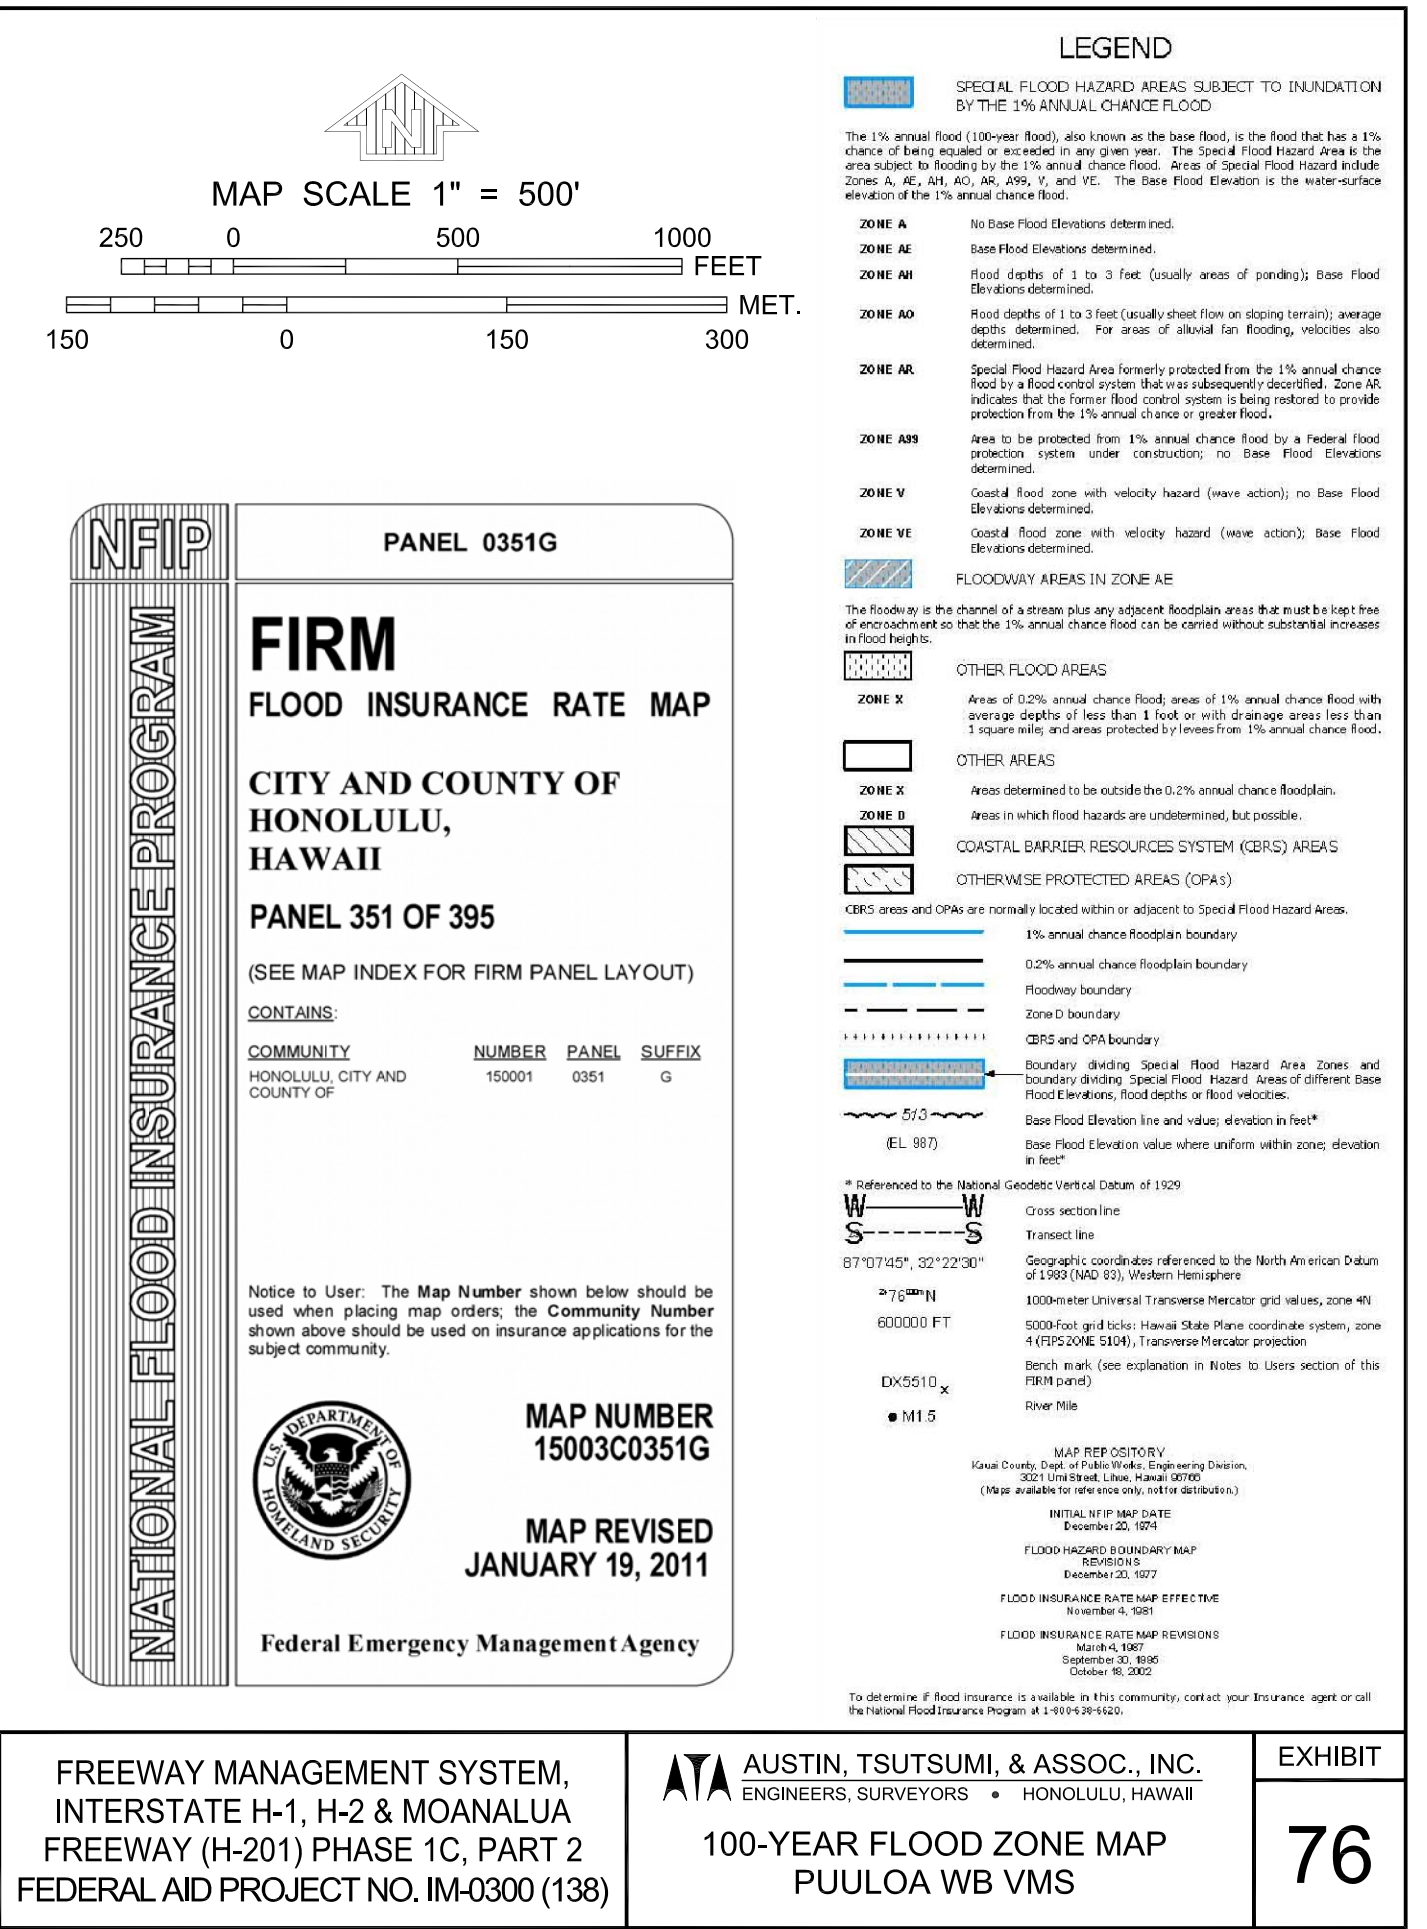 N
MAP SCALE 1" = 500'
250 0 500 1000
FEET
MET.
150 0 150 300
NFIP
NATIONAL FLOOD INSURANCE PROGRAM
PANEL 0351G
FIRM
FLOOD INSURANCE RATE MAP
CITY AND COUNTY OF
HONOLULU,
HAWAII
PANEL 351 OF 395
(SEE MAP INDEX FOR FIRM PANEL LAYOUT)
CONTAINS:
COMMUNITY NUMBER PANEL SUFFIX
HONOLULU, CITY AND 150001 0351 G
COUNTY OF
Notice to User: The Map Number shown below should be
used when placing map orders; the Community Number
shown above should be used on insurance applications for the
subject community.
U.S. DEPARTMENT OF HOMELAND SECURITY
MAP NUMBER
15003C0351G
MAP REVISED
JANUARY 19, 2011
Federal Emergency Management Agency
LEGEND
SPECIAL FLOOD HAZARD AREAS SUBJECT TO INUNDATION
BY THE 1% ANNUAL CHANCE FLOOD
The 1% annual flood (100-year flood), also known as the base flood, is the flood that has a 1%
chance of being equaled or exceeded in any given year. The Special Flood Hazard Area is the
area subject to flooding by the 1% annual chance flood. Areas of Special Flood Hazard include
Zones A, AE, AH, AO, AR, A99, V, and VE. The Base Flood Elevation is the water-surface
elevation of the 1% annual chance flood.
ZONE A No Base Flood Elevations determined.
ZONE AE Base Flood Elevations determined.
ZONE AH Flood depths of 1 to 3 feet (usually areas of ponding); Base Flood
Elevations determined.
ZONE AO Flood depths of 1 to 3 feet (usually sheet flow on sloping terrain); average
depths determined. For areas of alluvial fan flooding, velocities also
determined.
ZONE AR Special Flood Hazard Area formerly protected from the 1% annual chance
flood by a flood control system that was subsequently decertified. Zone AR
indicates that the former flood control system is being restored to provide
protection from the 1% annual chance or greater flood.
ZONE A99 Area to be protected from 1% annual chance flood by a Federal flood
protection system under construction; no Base Flood Elevations
determined.
ZONE V Coastal flood zone with velocity hazard (wave action); no Base Flood
Elevations determined.
ZONE VE Coastal flood zone with velocity hazard (wave action); Base Flood
Elevations determined.
FLOODWAY AREAS IN ZONE AE
The floodway is the channel of a stream plus any adjacent floodplain areas that must be kept free
of encroachment so that the 1% annual chance flood can be carried without substantial increases
in flood heights.
OTHER FLOOD AREAS
ZONE X Areas of 0.2% annual chance flood; areas of 1% annual chance flood with
average depths of less than 1 foot or with drainage areas less than
1 square mile; and areas protected by levees from 1% annual chance flood.
OTHER AREAS
ZONE X Areas determined to be outside the 0.2% annual chance floodplain.
ZONE D Areas in which flood hazards are undetermined, but possible.
COASTAL BARRIER RESOURCES SYSTEM (CBRS) AREAS
OTHERWISE PROTECTED AREAS (OPAs)
CBRS areas and OPAs are normally located within or adjacent to Special Flood Hazard Areas.
1% annual chance floodplain boundary
0.2% annual chance floodplain boundary
Floodway boundary
Zone D boundary
CBRS and OPA boundary
Boundary dividing Special Flood Hazard Area Zones and
boundary dividing Special Flood Hazard Areas of different Base
Flood Elevations, flood depths or flood velocities.
513 Base Flood Elevation line and value; elevation in feet*
(EL 987) Base Flood Elevation value where uniform within zone; elevation
in feet*
* Referenced to the National Geodetic Vertical Datum of 1929
W W Cross section line
S S Transect line
87°07'45", 32°22'30" Geographic coordinates referenced to the North American Datum
of 1983 (NAD 83), Western Hemisphere
76 N 1000-meter Universal Transverse Mercator grid values, zone 4N
600000 FT 5000-foot grid ticks: Hawaii State Plane coordinate system, zone
4 (FIPSZONE 5104), Transverse Mercator projection
DX5510 x Bench mark (see explanation in Notes to Users section of this
FIRM panel)
● M1.5 River Mile
MAP REPOSITORY
Kauai County, Dept. of Public Works, Engineering Division,
3021 Umi Street, Lihue, Hawaii 96766
(Maps available for reference only, not for distribution.)
INITIAL NFIP MAP DATE
December 20, 1974
FLOOD HAZARD BOUNDARY MAP
REVISIONS
December 20, 1977
FLOOD INSURANCE RATE MAP EFFECTIVE
November 4, 1981
FLOOD INSURANCE RATE MAP REVISIONS
March 4, 1987
September 30, 1995
October 18, 2002
To determine if flood insurance is available in this community, contact your Insurance agent or call
the National Flood Insurance Program at 1-800-638-6620.
FREEWAY MANAGEMENT SYSTEM,
INTERSTATE H-1, H-2 & MOANALUA
FREEWAY (H-201) PHASE 1C, PART 2
FEDERAL AID PROJECT NO. IM-0300 (138)
ATA AUSTIN, TSUTSUMI, & ASSOC., INC.
ENGINEERS, SURVEYORS • HONOLULU, HAWAII
100-YEAR FLOOD ZONE MAP
PUULOA WB VMS
EXHIBIT
76